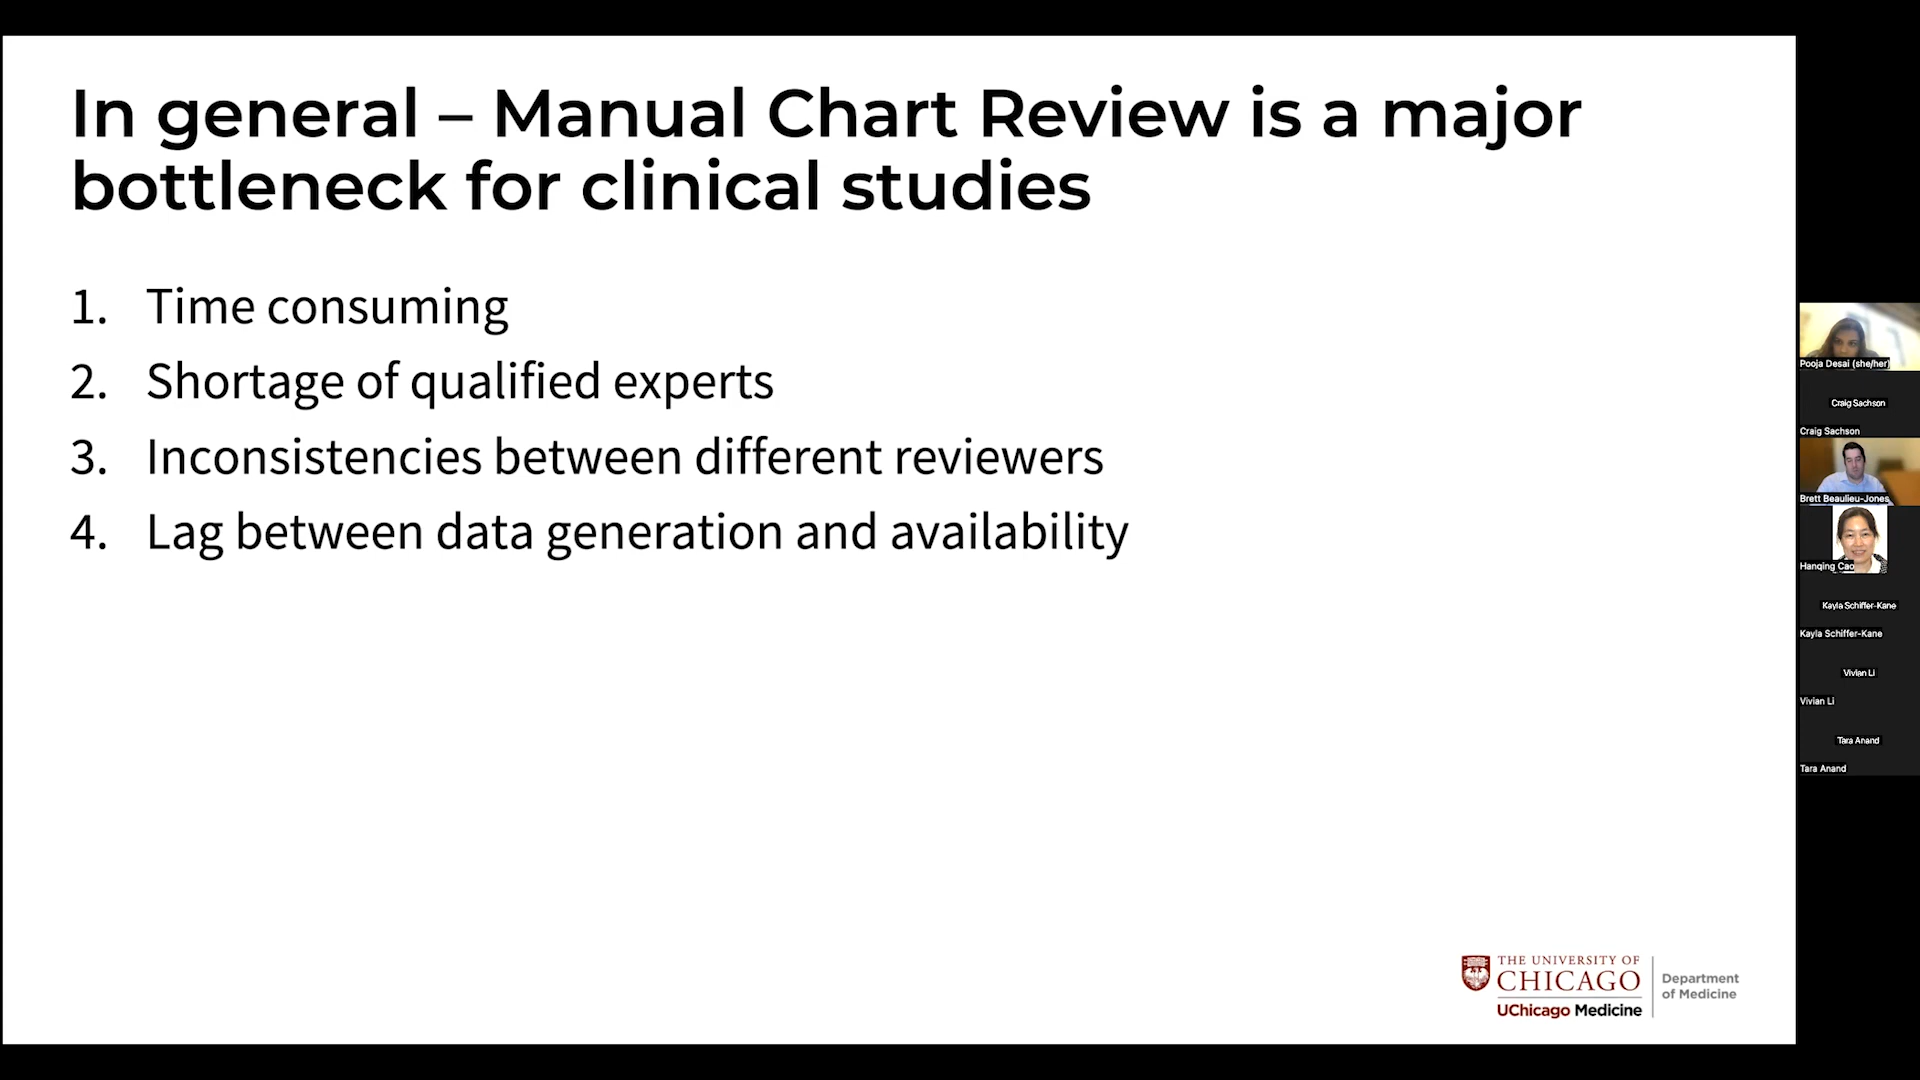 In general – Manual Chart Review is a major
bottleneck for clinical studies
1. Time consuming
2. Shortage of qualified experts
3. Inconsistencies between different reviewers
4. Lag between data generation and availability
THE UNIVERSITY OF
CHICAGO
UChicago Medicine
Department
of Medicine
Pooja Desai (she/her)
Craig Sachson
Craig Sachson
Brett Beaulieu-Jones
Hanqing Cao
Kayla Schiffer-Kane
Kayla Schiffer-Kane
Vivian Li
Vivian Li
Tara Anand
Tara Anand